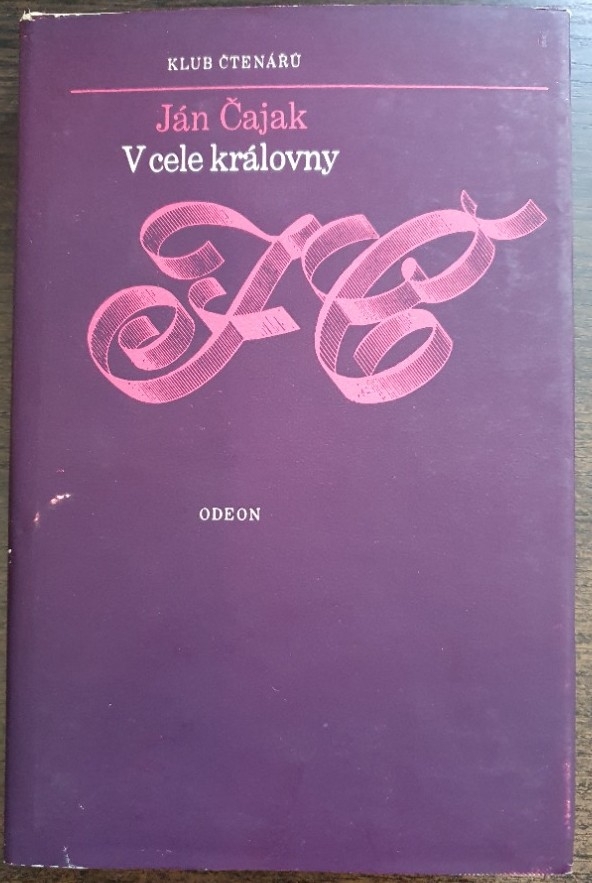 KLUB ČTENÁŘŮ
Ján Čajak
V cele královny
JČ
ODEON